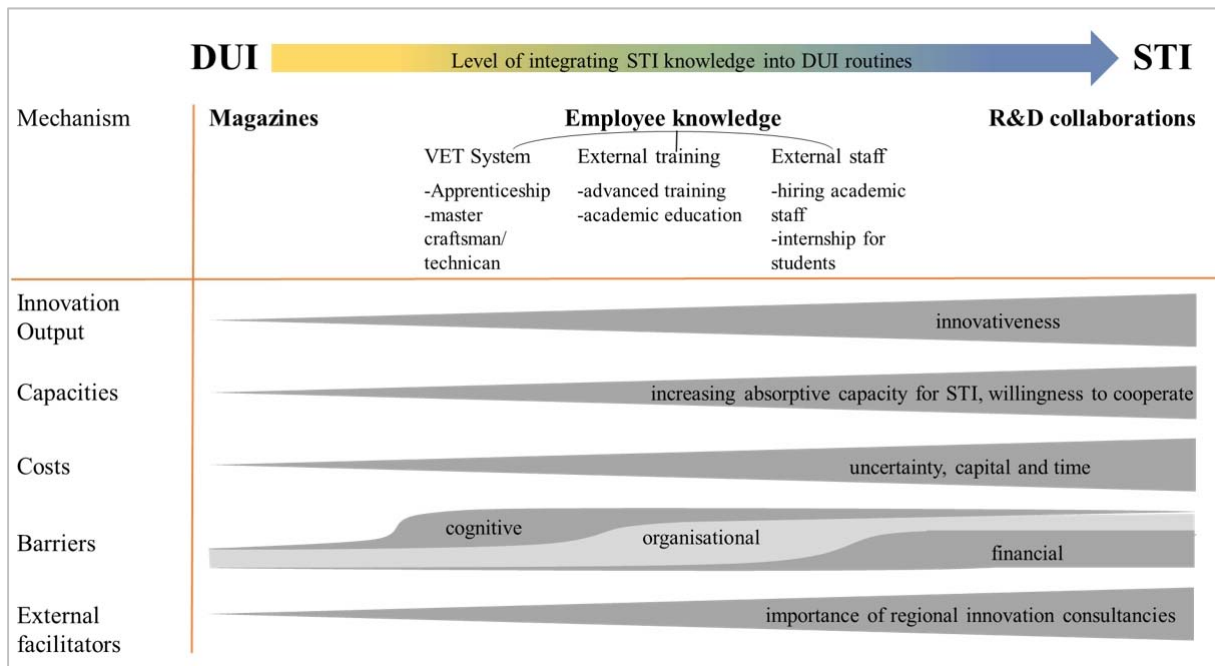 DUI
Level of integrating STI knowledge into DUI routines
STI
Mechanism
Magazines
Employee knowledge
R&D collaborations
VET System
-Apprenticeship
-master
craftsman/
technican
External training
-advanced training
-academic education
External staff
-hiring academic
staff
-internship for
students
Innovation
Output
innovativeness
Capacities
increasing absorptive capacity for STI, willingness to cooperate
Costs
uncertainty, capital and time
Barriers
cognitive
organisational
financial
External
facilitators
importance of regional innovation consultancies